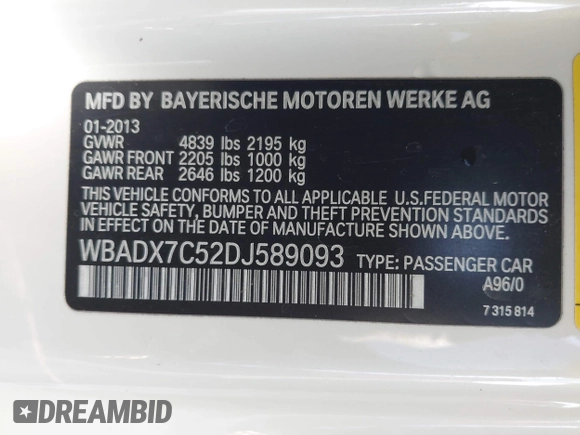 MFD BY BAYERISCHE MOTOREN WERKE AG
01-2013
GVWR 4839 lbs 2195 kg
GAWR FRONT 2205 lbs 1000 kg
GAWR REAR 2646 lbs 1200 kg
THIS VEHICLE CONFORMS TO ALL APPLICABLE U.S.FEDERAL MOTOR
VEHICLE SAFETY, BUMPER AND THEFT PREVENTION STANDARDS
IN EFFECT ON THE DATE OF MANUFACTURE SHOWN ABOVE.
WBADX7C52DJ589093 TYPE: PASSENGER CAR
A96/0
7 315 814
DREAMBID